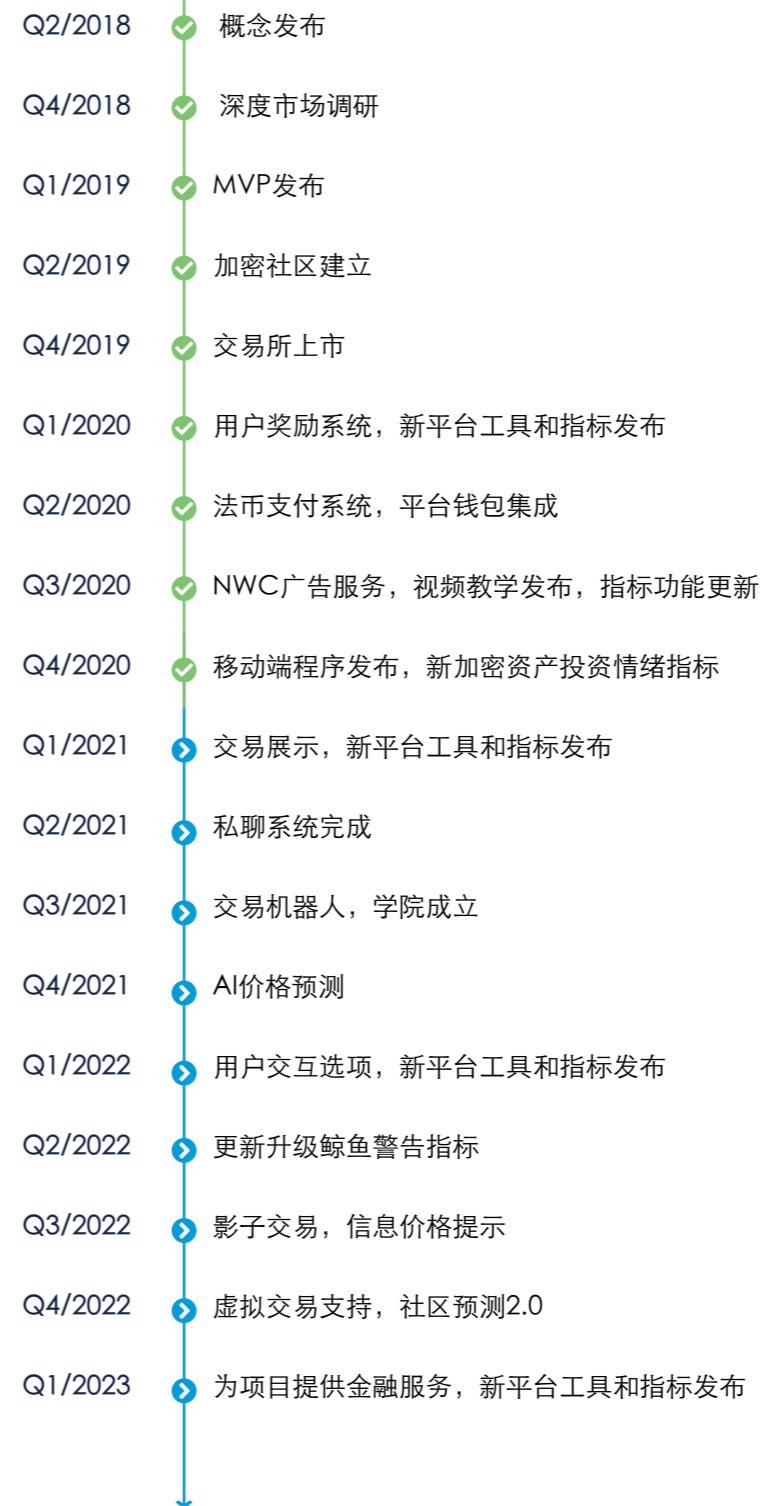 Q2/2018 概念发布
Q4/2018 深度市场调研
Q1/2019 MVP发布
Q2/2019 加密社区建立
Q4/2019 交易所上市
Q1/2020 用户奖励系统，新平台工具和指标发布
Q2/2020 法币支付系统，平台钱包集成
Q3/2020 NWC广告服务，视频教学发布，指标功能更新
Q4/2020 移动端程序发布，新加密资产投资情绪指标
Q1/2021 交易展示，新平台工具和指标发布
Q2/2021 私聊系统完成
Q3/2021 交易机器人，学院成立
Q4/2021 AI价格预测
Q1/2022 用户交互选项，新平台工具和指标发布
Q2/2022 更新升级鲸鱼警告指标
Q3/2022 影子交易，信息价格提示
Q4/2022 虚拟交易支持，社区预测2.0
Q1/2023 为项目提供金融服务，新平台工具和指标发布